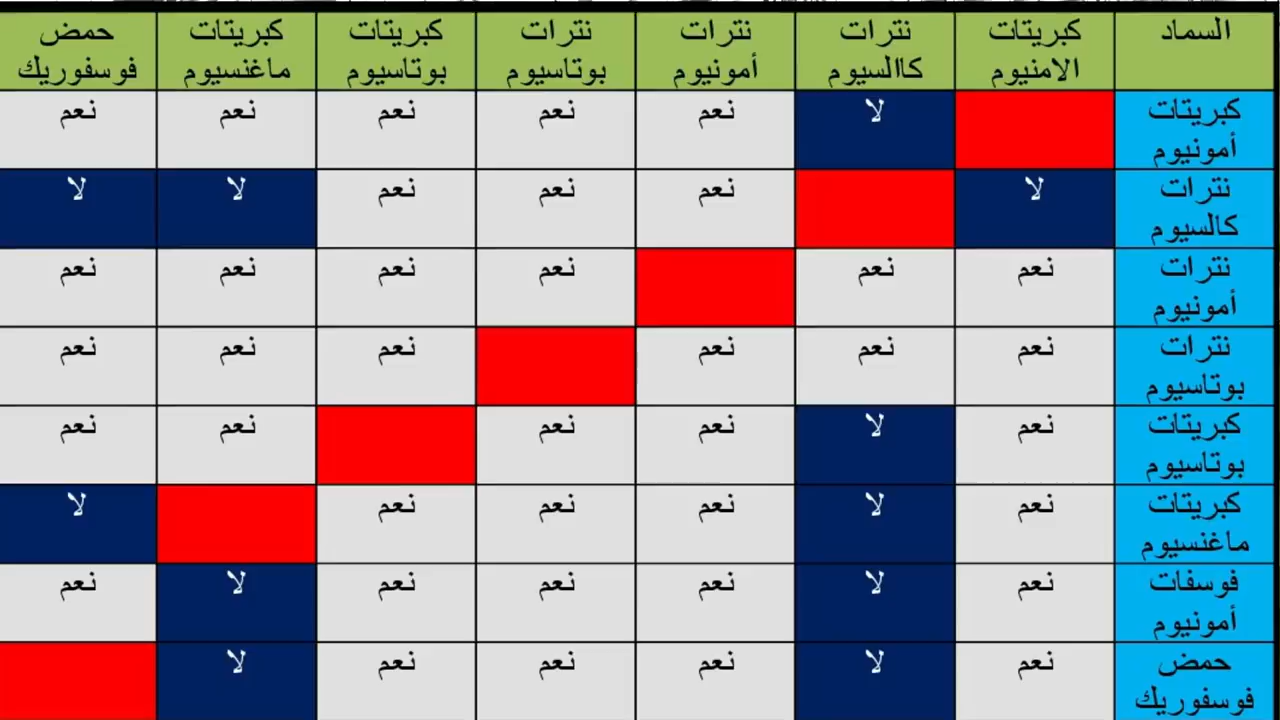 السماد كبريتات الامنيوم نترات كاالسيوم نترات أمونيوم نترات بوتاسيوم كبريتات بوتاسيوم كبريتات ماغنسيوم حمض فوسفوريك
كبريتات أمونيوم لا نعم نعم نعم نعم نعم
نترات كالسيوم لا نعم نعم نعم لا لا
نترات أمونيوم نعم نعم نعم نعم نعم نعم
نترات بوتاسيوم نعم نعم نعم نعم نعم نعم
كبريتات بوتاسيوم نعم لا نعم نعم نعم نعم
كبريتات ماغنسيوم نعم لا نعم نعم نعم لا
فوسفات أمونيوم نعم لا نعم نعم نعم لا نعم
حمض فوسفوريك نعم لا نعم نعم نعم لا